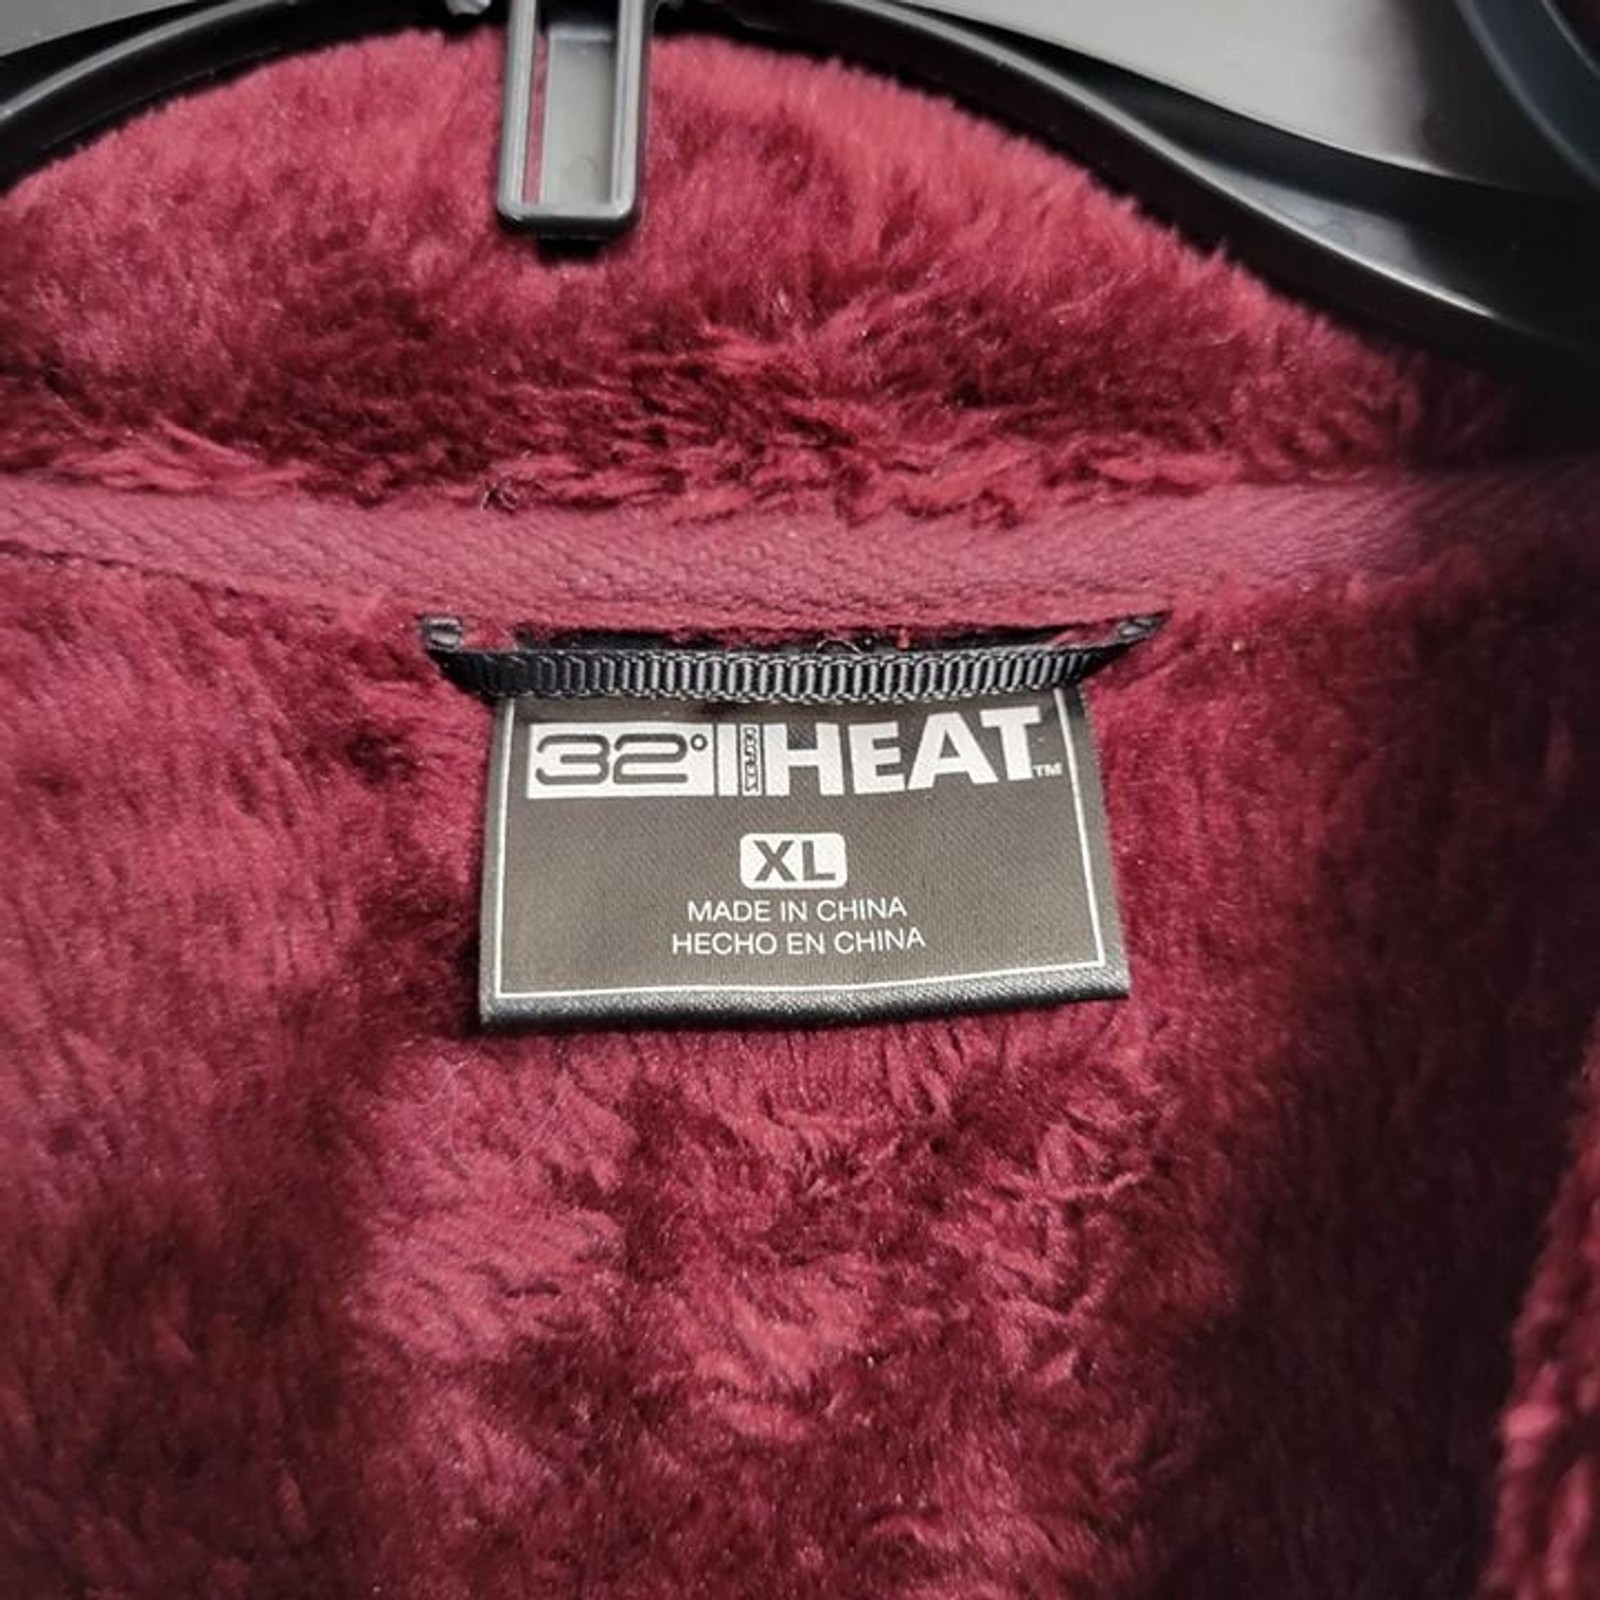 32° HEAT™
XL
MADE IN CHINA
HECHO EN CHINA